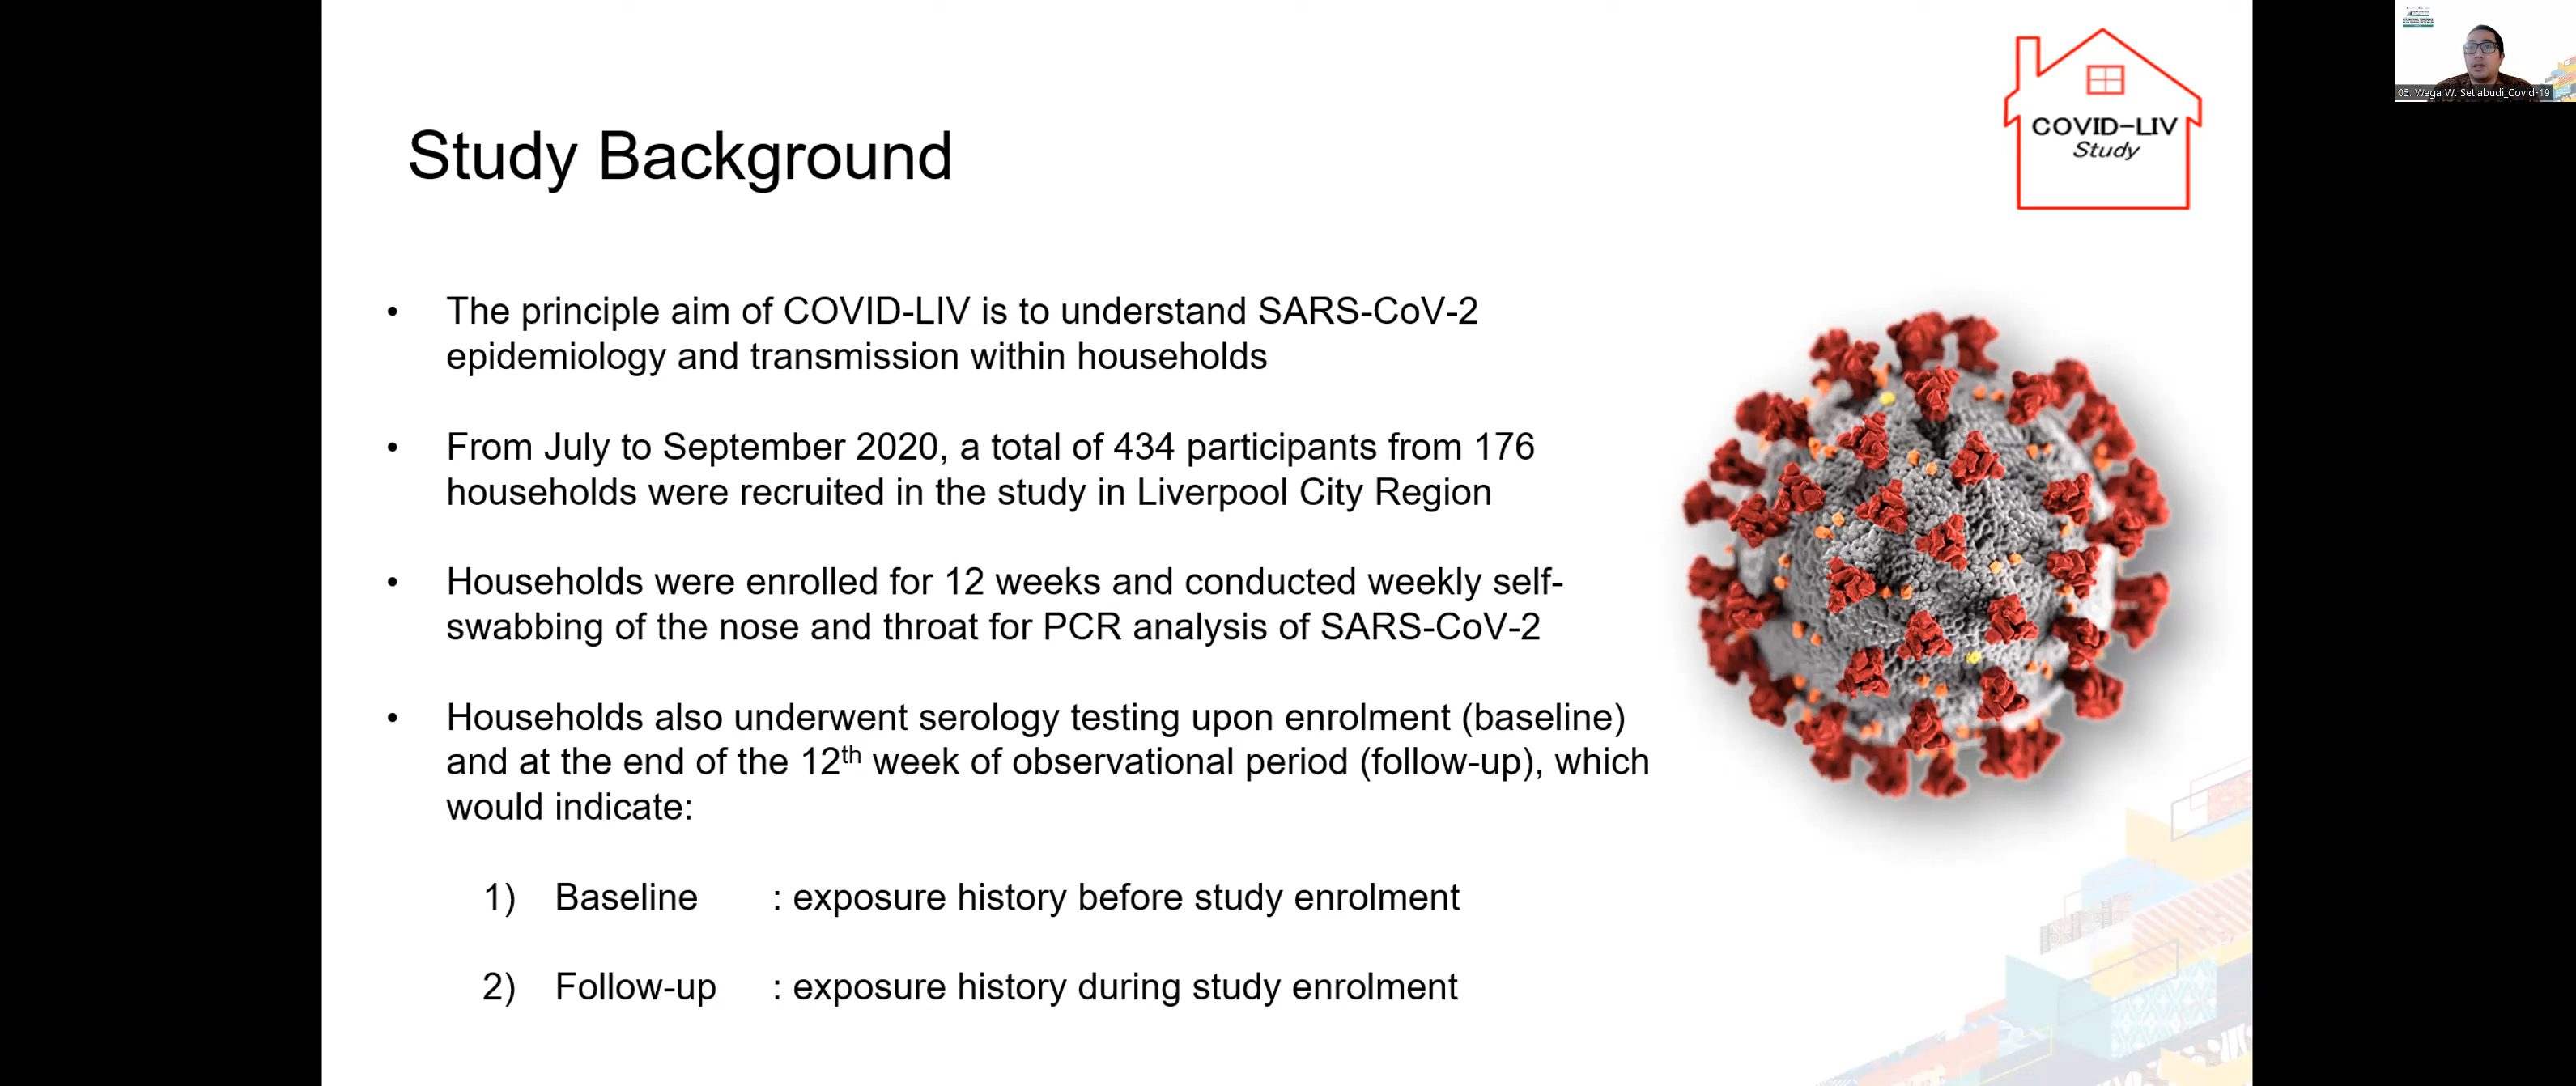 Study Background
COVID-LIV
Study
• The principle aim of COVID-LIV is to understand SARS-CoV-2
epidemiology and transmission within households
• From July to September 2020, a total of 434 participants from 176
households were recruited in the study in Liverpool City Region
• Households were enrolled for 12 weeks and conducted weekly self-
swabbing of the nose and throat for PCR analysis of SARS-CoV-2
• Households also underwent serology testing upon enrolment (baseline)
and at the end of the 12th week of observational period (follow-up), which
would indicate:
1) Baseline : exposure history before study enrolment
2) Follow-up : exposure history during study enrolment
05. Wega W. Setiabudi_Covid-19